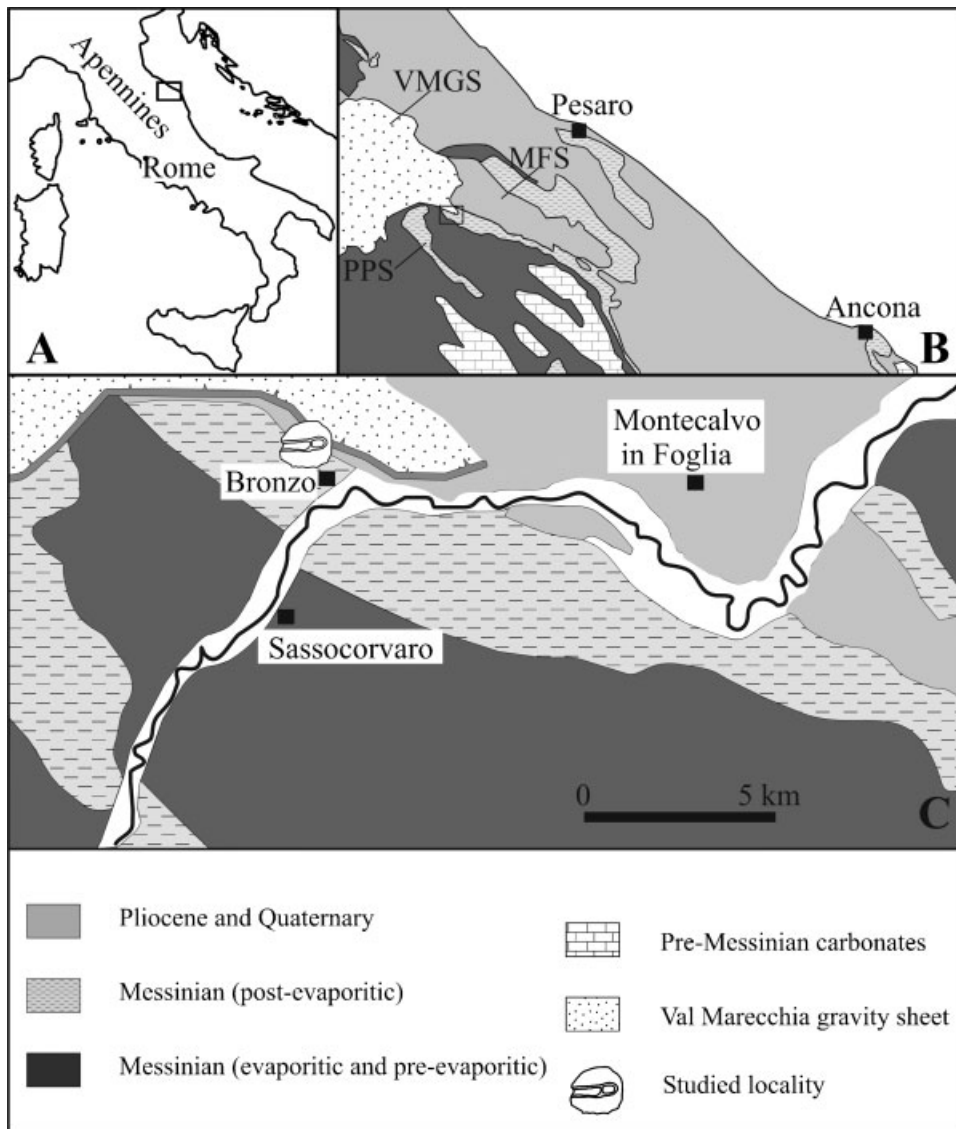 Apennines
Rome
A
VMGS
Pesaro
MFS
PPS
Ancona
B
Montecalvo
in Foglia
Bronzo
Sassocorvaro
0 5 km
C
Pliocene and Quaternary
Pre-Messinian carbonates
Messinian (post-evaporitic)
Val Marecchia gravity sheet
Messinian (evaporitic and pre-evaporitic)
Studied locality